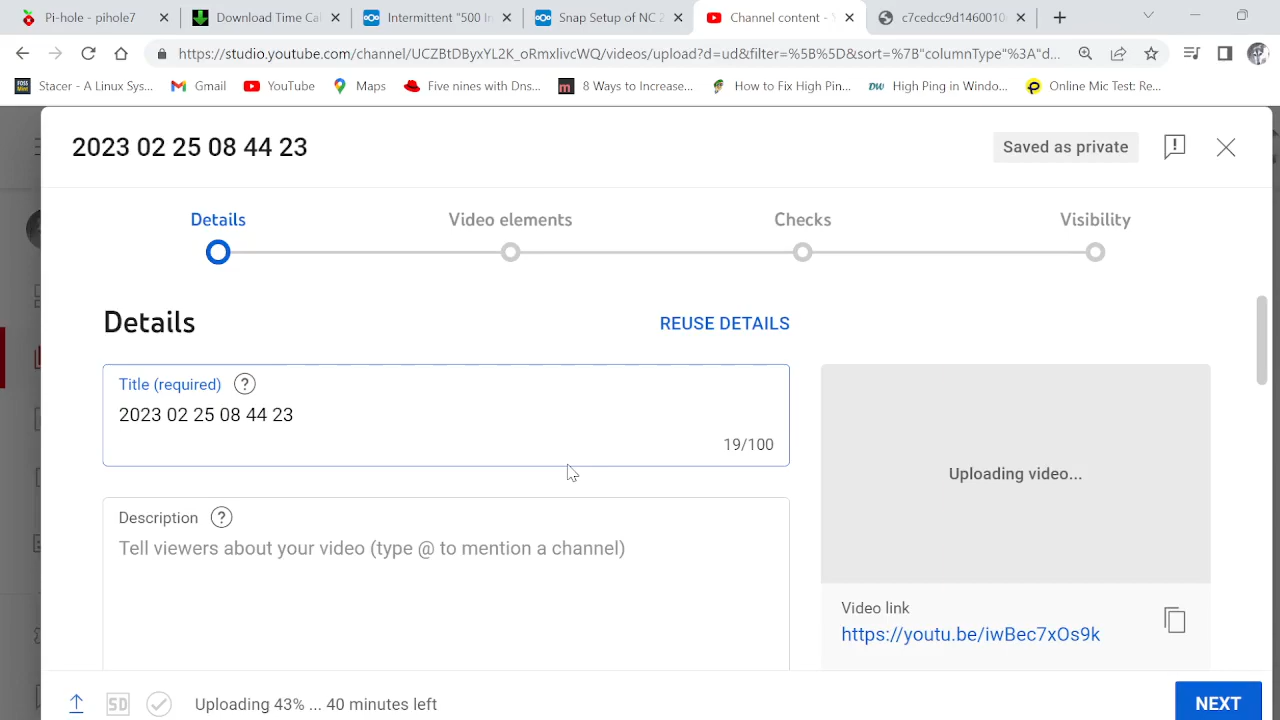 Pi-hole - 7
Download Time Cal
Intermittent 500 in
Snap Setup - NC 2
Channel content -
c7cedcc9d1460010
https://studio.youtube.com/channel/UCZBtDByvYL2K_oRmxlivcWQ/videos/upload?d=ud&filter=%5B%5D&sort=%7B"columnType"%3A"d...
Stacer - A Linux Sys...
Gmail
YouTube
Maps
Five nines with Dns...
8 Ways to Increase...
How to Fix High Pin...
High Ping in Windo...
Online Mic Test: Re...
2023 02 25 08 44 23
Saved as private
Details
Video elements
Checks
Visibility
Details
REUSE DETAILS
Title (required)
2023 02 25 08 44 23
19/100
Uploading video...
Description
Tell viewers about your video (type @ to mention a channel)
Video link
https://youtu.be/iwBec7xOs9k
SD
Uploading 43% ... 40 minutes left
NEXT